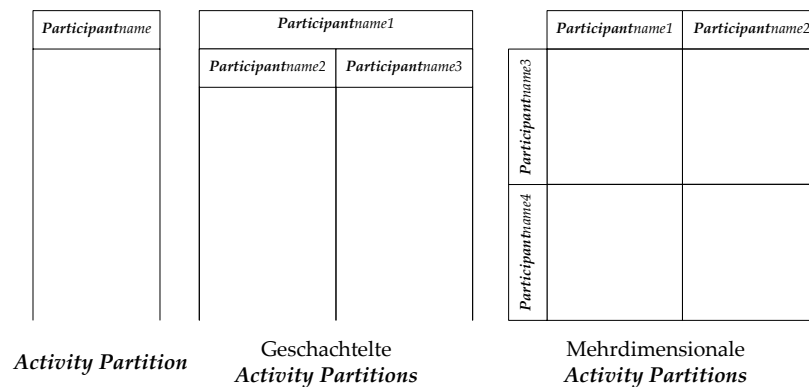 Participantname
Participantname1
Participantname2 Participantname3
Participantname1 Participantname2
Participantname3
Participantname4
Activity Partition
Geschachtelte
Activity Partitions
Mehrdimensionale
Activity Partitions